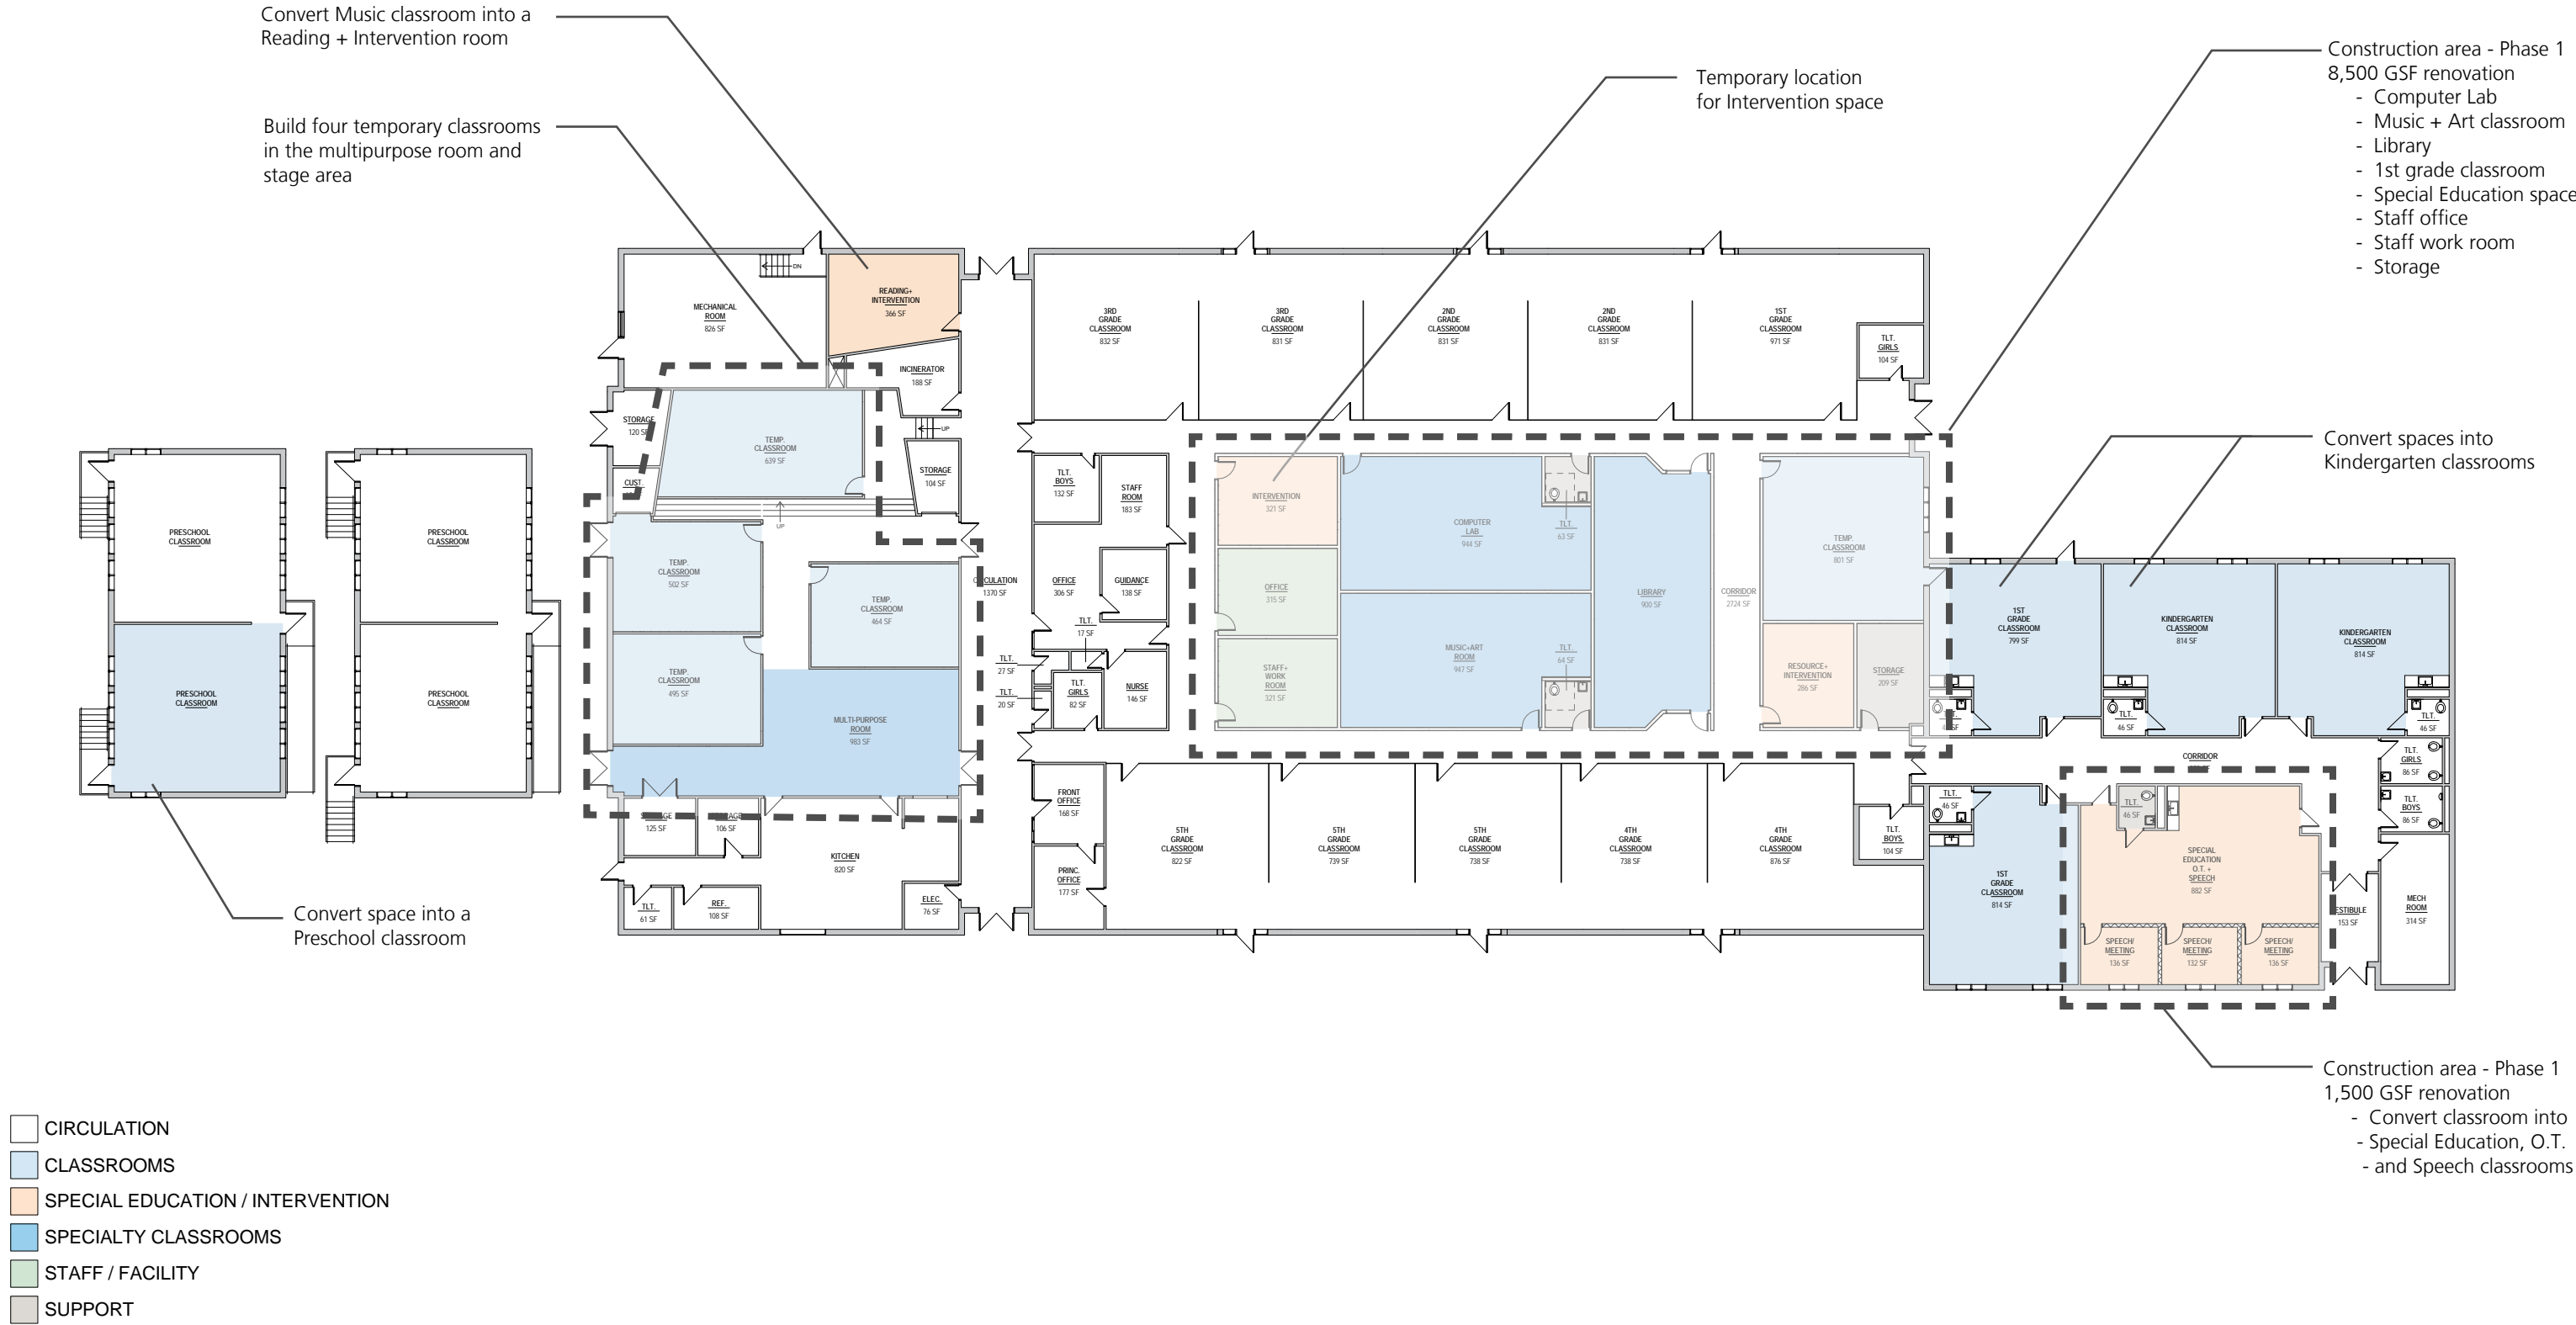 Convert Music classroom into a
Reading + Intervention room
Build four temporary classrooms
in the multipurpose room and
stage area
Temporary location
for Intervention space
Construction area - Phase 1
8,500 GSF renovation
- Computer Lab
- Music + Art classroom
- Library
- 1st grade classroom
- Special Education space
- Staff office
- Staff work room
- Storage
Convert spaces into
Kindergarten classrooms
DN
MECHANICAL
ROOM
826 SF
READING+
INTERVENTION
366 SF
INCINERATOR
188 SF
STORAGE
120 SF
TEMP.
CLASSROOM
639 SF
UP
STORAGE
104 SF
CUST.
UP
TEMP.
CLASSROOM
502 SF
TEMP.
CLASSROOM
464 SF
TEMP.
CLASSROOM
495 SF
MULTI-PURPOSE
ROOM
983 SF
125 SF
106 SF
KITCHEN
820 SF
TLT.
61 SF
REF.
108 SF
ELEC.
76 SF
PRESCHOOL
CLASSROOM
PRESCHOOL
CLASSROOM
PRESCHOOL
CLASSROOM
PRESCHOOL
CLASSROOM
Convert space into a
Preschool classroom
3RD
GRADE
CLASSROOM
832 SF
3RD
GRADE
CLASSROOM
831 SF
2ND
GRADE
CLASSROOM
831 SF
2ND
GRADE
CLASSROOM
831 SF
1ST
GRADE
CLASSROOM
971 SF
TLT.
GIRLS
104 SF
TLT.
BOYS
132 SF
STAFF
ROOM
183 SF
1370 SF
OFFICE
306 SF
GUIDANCE
138 SF
TLT.
17 SF
TLT.
27 SF
TLT.
20 SF
TLT.
GIRLS
82 SF
NURSE
146 SF
INTERVENTION
321 SF
OFFICE
315 SF
STAFF+
WORK
ROOM
321 SF
COMPUTER
LAB
944 SF
TLT.
63 SF
MUSIC+ART
ROOM
947 SF
TLT.
64 SF
LIBRARY
900 SF
CORRIDOR
2724 SF
TEMP.
CLASSROOM
801 SF
RESOURCE+
INTERVENTION
286 SF
STORAGE
209 SF
1ST
GRADE
CLASSROOM
799 SF
KINDERGARTEN
CLASSROOM
814 SF
KINDERGARTEN
CLASSROOM
814 SF
TLT.
46 SF
TLT.
46 SF
CORRIDOR
TLT.
GIRLS
86 SF
TLT.
BOYS
86 SF
FRONT
OFFICE
168 SF
PRINC.
OFFICE
177 SF
5TH
GRADE
CLASSROOM
822 SF
5TH
GRADE
CLASSROOM
739 SF
5TH
GRADE
CLASSROOM
738 SF
4TH
GRADE
CLASSROOM
738 SF
4TH
GRADE
CLASSROOM
876 SF
TLT.
BOYS
104 SF
TLT.
46 SF
1ST
GRADE
CLASSROOM
814 SF
TLT.
46 SF
SPECIAL
EDUCATION
O.T. +
SPEECH
882 SF
SPEECH/
MEETING
136 SF
SPEECH/
MEETING
132 SF
SPEECH/
MEETING
136 SF
153 SF
MECH
ROOM
314 SF
Construction area - Phase 1
1,500 GSF renovation
- Convert classroom into
- Special Education, O.T.
- and Speech classrooms
CIRCULATION
CLASSROOMS
SPECIAL EDUCATION / INTERVENTION
SPECIALTY CLASSROOMS
STAFF / FACILITY
SUPPORT